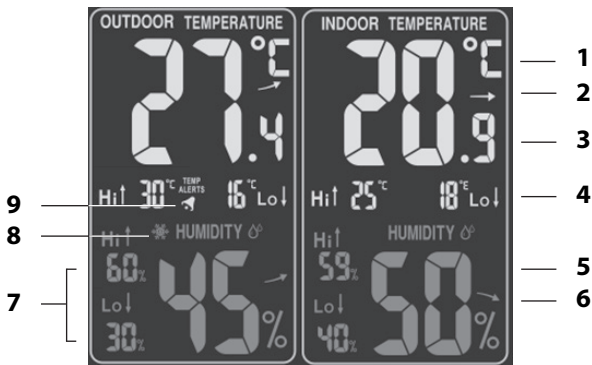 OUTDOOR TEMPERATURE
27.4 °C
Hi↑ 30°C TEMP ALERTS 16°C Lo↓
HUMIDITY
Hi↑
60%
45%
Lo↓
30%
INDOOR TEMPERATURE
20.9 °C
Hi↑ 25°C 18°E Lo↓
HUMIDITY
Hi↑
59%
50%
Lo↓
40%
1
2
3
4
5
6
9
8
7